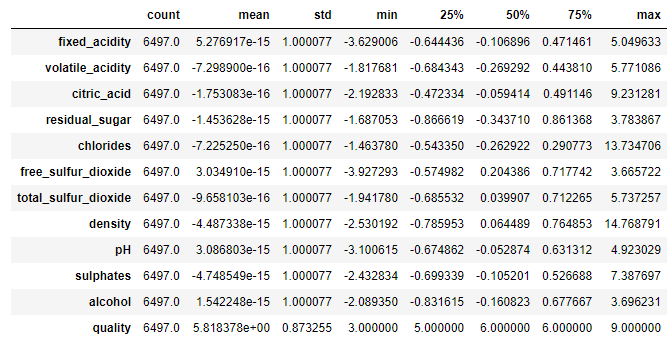 count mean std min 25% 50% 75% max
fixed_acidity 6497.0 5.276917e-15 1.000077 -3.629006 -0.644436 -0.106896 0.471461 5.049633
volatile_acidity 6497.0 -7.298900e-16 1.000077 -1.817681 -0.684343 -0.269292 0.443810 5.771086
citric_acid 6497.0 -1.753083e-16 1.000077 -2.192833 -0.472334 -0.059414 0.491146 9.231281
residual_sugar 6497.0 -1.453628e-15 1.000077 -1.687053 -0.866619 -0.343710 0.861368 3.783867
chlorides 6497.0 -7.225250e-16 1.000077 -1.463780 -0.543350 -0.262922 0.290773 13.734706
free_sulfur_dioxide 6497.0 3.034910e-15 1.000077 -3.927293 -0.574982 0.204386 0.717742 3.665722
total_sulfur_dioxide 6497.0 -9.658103e-16 1.000077 -1.941780 -0.685532 0.039907 0.712265 5.737257
density 6497.0 -4.487338e-15 1.000077 -2.530192 -0.785953 0.064489 0.764853 14.768791
pH 6497.0 3.086803e-15 1.000077 -3.100615 -0.674862 -0.052874 0.631312 4.923029
sulphates 6497.0 -4.748549e-15 1.000077 -2.432834 -0.699339 -0.105201 0.526688 7.387697
alcohol 6497.0 1.542248e-15 1.000077 -2.089350 -0.831615 -0.160823 0.677667 3.696231
quality 6497.0 5.818378e+00 0.873255 3.000000 5.000000 6.000000 6.000000 9.000000